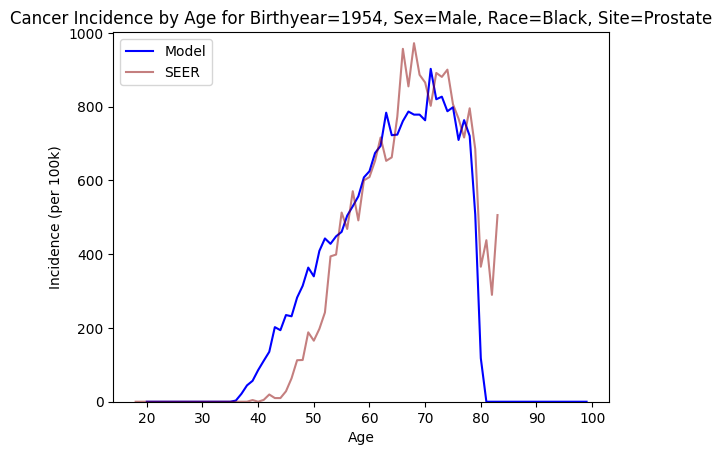 Cancer Incidence by Age for Birthyear=1954, Sex=Male, Race=Black, Site=Prostate
Model
SEER
Incidence (per 100k)
1000
800
600
400
200
0
20 30 40 50 60 70 80 90 100
Age